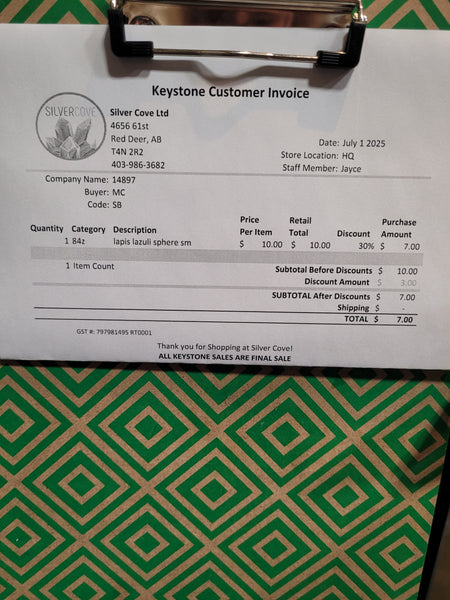 Keystone Customer Invoice
SILVERCOVE
Silver Cove Ltd
4656 61st
Red Deer, AB
T4N 2R2
403-986-3682
Date: July 1 2025
Store Location: HQ
Staff Member: Jayce
Company Name: 14897
Buyer: MC
Code: SB
Quantity Category Description Price Per Item Retail Total Discount Purchase Amount
1 84z lapis lazuli sphere sm $ 10.00 $ 10.00 30% $ 7.00
1 Item Count
Subtotal Before Discounts $ 10.00
Discount Amount $ 3.00
SUBTOTAL After Discounts $ 7.00
Shipping $ -
TOTAL $ 7.00
GST #: 797981495 RT0001
Thank you for Shopping at Silver Cove!
ALL KEYSTONE SALES ARE FINAL SALE